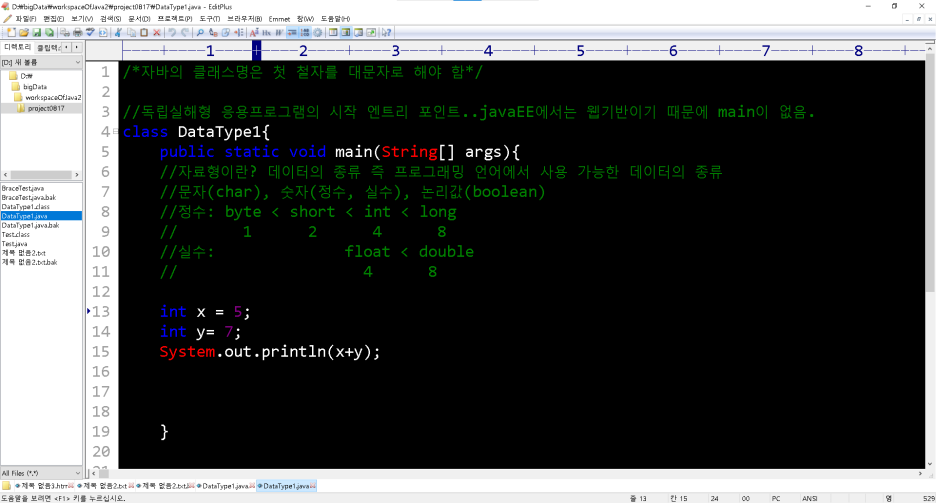 D:₩bigData₩workspaceOfJava2₩project0817₩DataType1.java - EditPlus
파일(F) 편집(E) 보기(V) 검색(S) 문서(D) 프로젝트(P) 도구(T) 브라우저(B) Emmet 창(W) 도움말(H)
디렉토리 클립텍
[D:] 새 볼륨
D:₩
bigData
workspaceOfJava2
project0817
BraceTest.java
BraceTest.java.bak
DataType1.class
DataType1.java
DataType1.java.bak
Test.class
Test.java
제목 없음2.txt
제목 없음2.txt.bak
All Files (*.*)
1 2 3 4 5 6 7 8
1 /*자바의 클래스명은 첫 철자를 대문자로 해야 함*/
2
3 //독립실해형 응용프로그램의 시작 엔트리 포인트..javaEE에서는 웹기반이기 때문에 main이 없음.
4 class DataType1{
5 public static void main(String[] args){
6 //자료형이란? 데이터의 종류 즉 프로그래밍 언어에서 사용 가능한 데이터의 종류
7 //문자(char), 숫자(정수, 실수), 논리값(boolean)
8 //정수: byte < short < int < long
9 // 1 2 4 8
10 //실수: float < double
11 // 4 8
12
13 int x = 5;
14 int y= 7;
15 System.out.println(x+y);
16
17
18
19 }
20
21
제목 없음3.html 제목 없음2.txt 제목 없음2.txt DataType1.java DataType1.java
도움말을 보려면 <F1> 키를 누르십시오. 줄 13 칸 15 24 00 PC ANSI 영 529